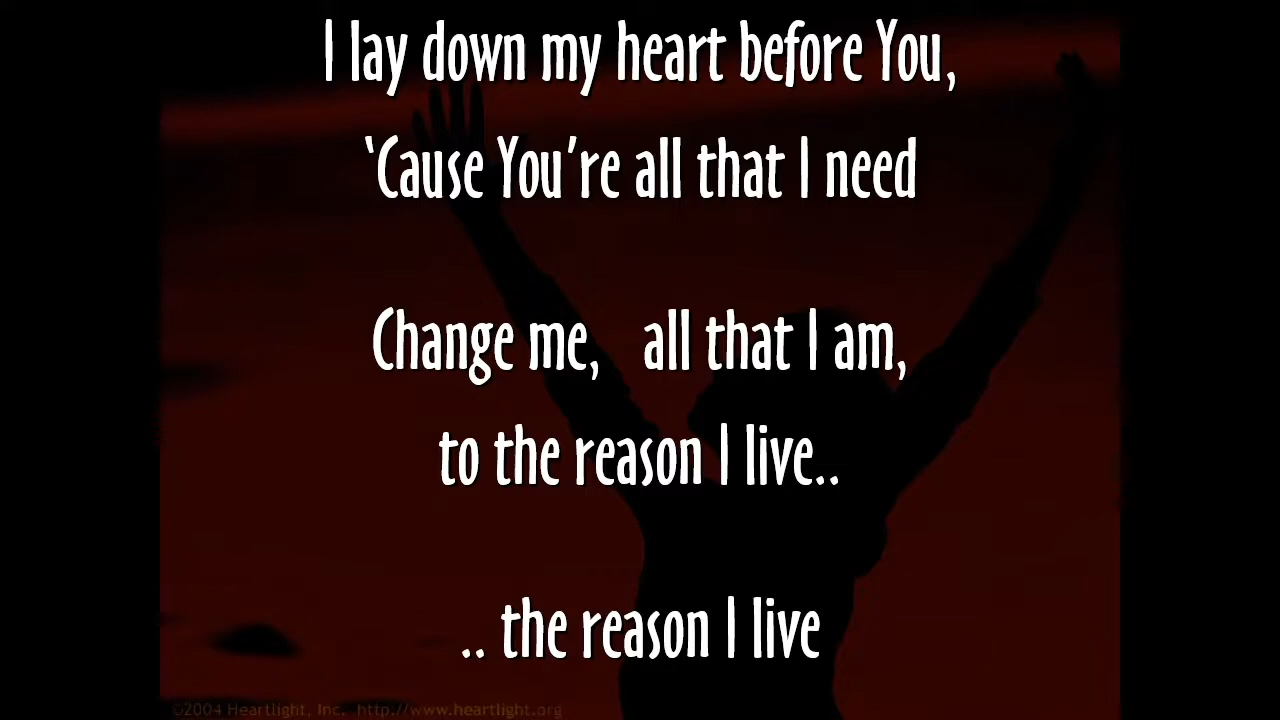 I lay down my heart before You,
‘Cause You’re all that I need
Change me, all that I am,
to the reason I live..
.. the reason I live
©2004 Heartlight, Inc. http://www.heartlight.org